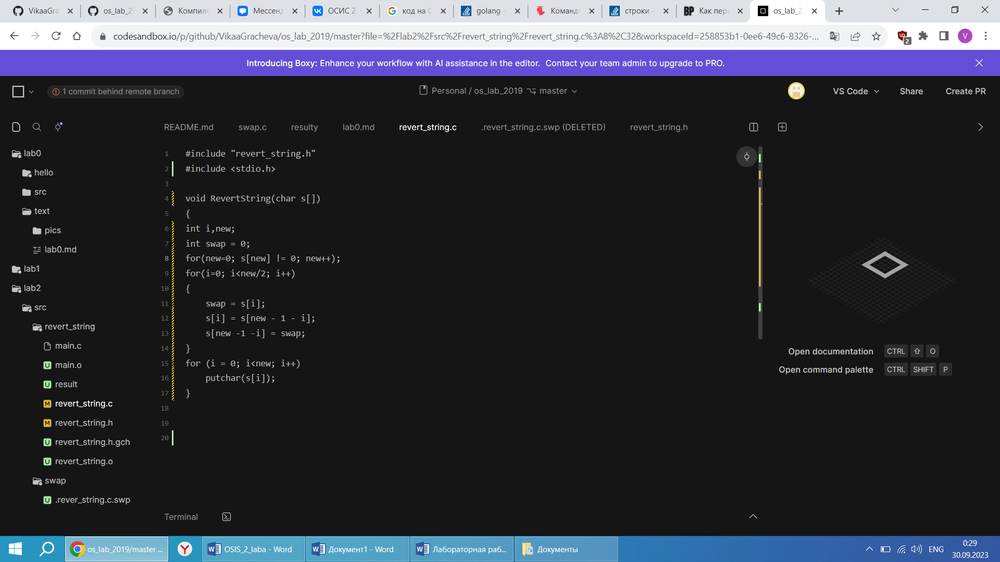 VikaaGra
os_lab_20
Компиля
Мессенд
ОСИС 2
код на C
golang -
Команд
строки -
Как пере
os_lab_20
codesandbox.io/p/github/VikaaGracheva/os_lab_2019/master?file=%2Flab2%2Fsrc%2Frevert_string%2Frevert_string.c%3A8%2C32&workspaceId=258853b1-0ee6-49c6-8326-...
2
V
Introducing Boxy: Enhance your workflow with AI assistance in the editor. Contact your team admin to upgrade to PRO.
1 commit behind remote branch
Personal / os_lab_2019 master
VS Code
Share
Create PR
README.md
swap.c
resulty
lab0.md
revert_string.c
.revert_string.c.swp (DELETED)
revert_string.h
lab0
hello
src
text
pics
lab0.md
lab1
lab2
src
revert_string
main.c
U main.o
U result
M revert_string.c
M revert_string.h
U revert_string.h.gch
U revert_string.o
swap
U .rever_string.c.swp
1 #include "revert_string.h"
2 #include <stdio.h>
3
4 void RevertString(char s[])
5 {
6 int i,new;
7 int swap = 0;
8 for(new=0; s[new] != 0; new++);
9 for(i=0; i<new/2; i++)
10 {
11 swap = s[i];
12 s[i] = s[new - 1 - i];
13 s[new -1 -i] = swap;
14 }
15 for (i = 0; i<new; i++)
16 putchar(s[i]);
17 }
18
19
20
Open documentation CTRL ⇧ O
Open command palette CTRL SHIFT P
Terminal
os_lab_2019/master ...
OSIS_2_laba - Word
Документ1 - Word
Лабораторная раб...
Документы
ENG
0:29
30.09.2023